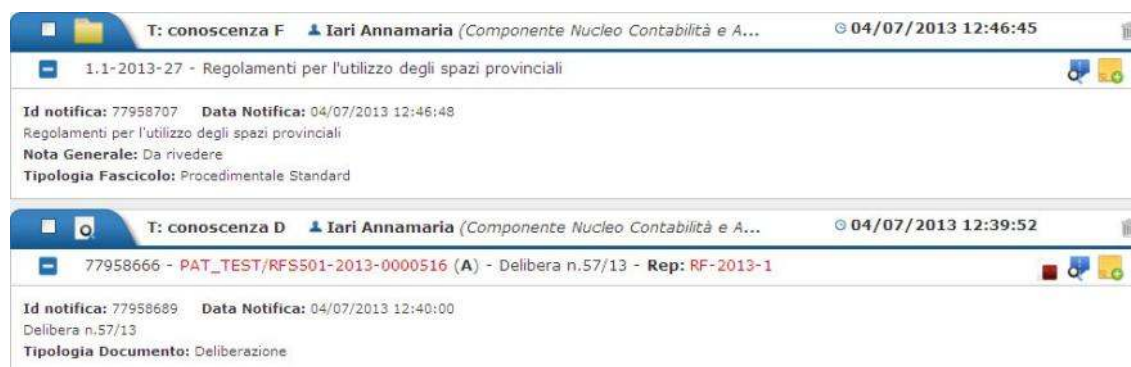 T: conoscenza F Iari Annamaria (Componente Nucleo Contabilità e A... 04/07/2013 12:46:45
1.1-2013-27 - Regolamenti per l'utilizzo degli spazi provinciali
Id notifica: 77958707 Data Notifica: 04/07/2013 12:46:48
Regolamenti per l'utilizzo degli spazi provinciali
Nota Generale: Da rivedere
Tipologia Fascicolo: Procedimentale Standard
T: conoscenza D Iari Annamaria (Componente Nucleo Contabilità e A... 04/07/2013 12:39:52
77958666 - PAT_TEST/RFS501-2013-0000516 (A) - Delibera n.57/13 - Rep: RF-2013-1
Id notifica: 77958689 Data Notifica: 04/07/2013 12:40:00
Delibera n.57/13
Tipologia Documento: Deliberazione